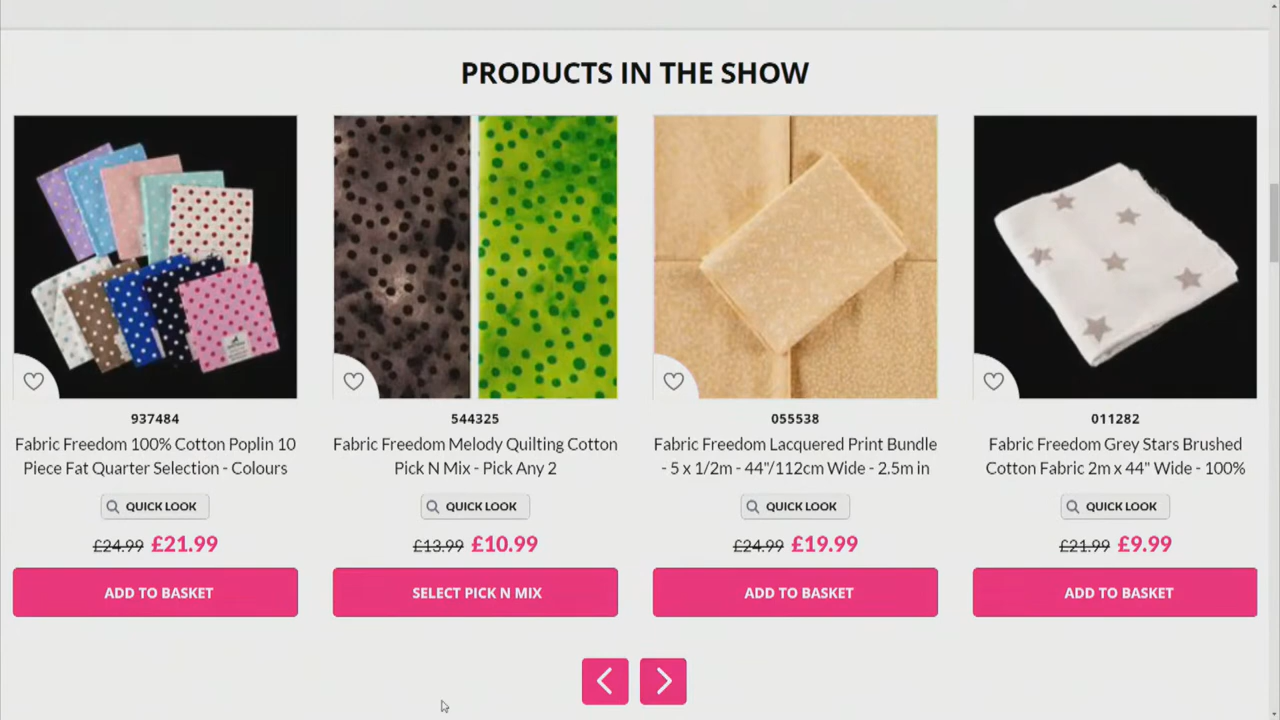 PRODUCTS IN THE SHOW
937484
Fabric Freedom 100% Cotton Poplin 10
Piece Fat Quarter Selection - Colours
QUICK LOOK
£24.99 £21.99
ADD TO BASKET
544325
Fabric Freedom Melody Quilting Cotton
Pick N Mix - Pick Any 2
QUICK LOOK
£13.99 £10.99
SELECT PICK N MIX
055538
Fabric Freedom Lacquered Print Bundle
- 5 x 1/2m - 44"/112cm Wide - 2.5m in
QUICK LOOK
£24.99 £19.99
ADD TO BASKET
011282
Fabric Freedom Grey Stars Brushed
Cotton Fabric 2m x 44" Wide - 100%
QUICK LOOK
£21.99 £9.99
ADD TO BASKET